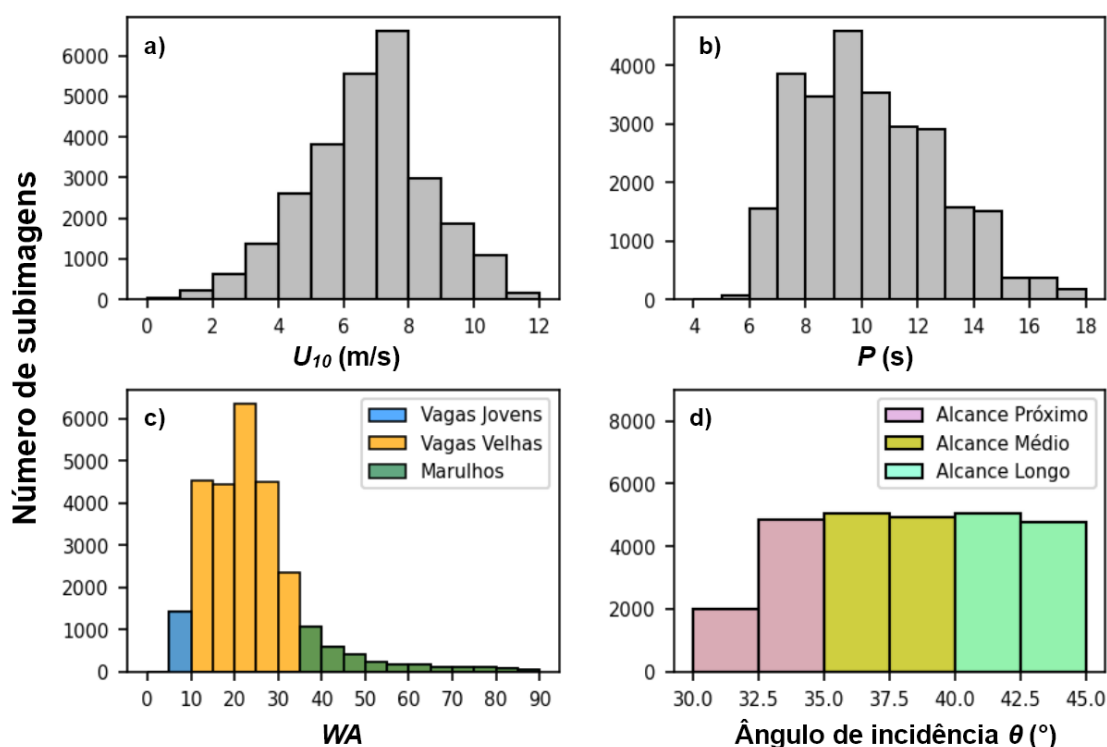 Número de subimagens
a)
6000
5000
4000
3000
2000
1000
0
0 2 4 6 8 10 12
U₁₀ (m/s)
b)
4000
3000
2000
1000
0
4 6 8 10 12 14 16 18
P (s)
c)
Vagas Jovens
Vagas Velhas
Marulhos
6000
5000
4000
3000
2000
1000
0
0 10 20 30 40 50 60 70 80 90
WA
d)
Alcance Próximo
Alcance Médio
Alcance Longo
8000
6000
4000
2000
0
30.0 32.5 35.0 37.5 40.0 42.5 45.0
Ângulo de incidência θ (°)